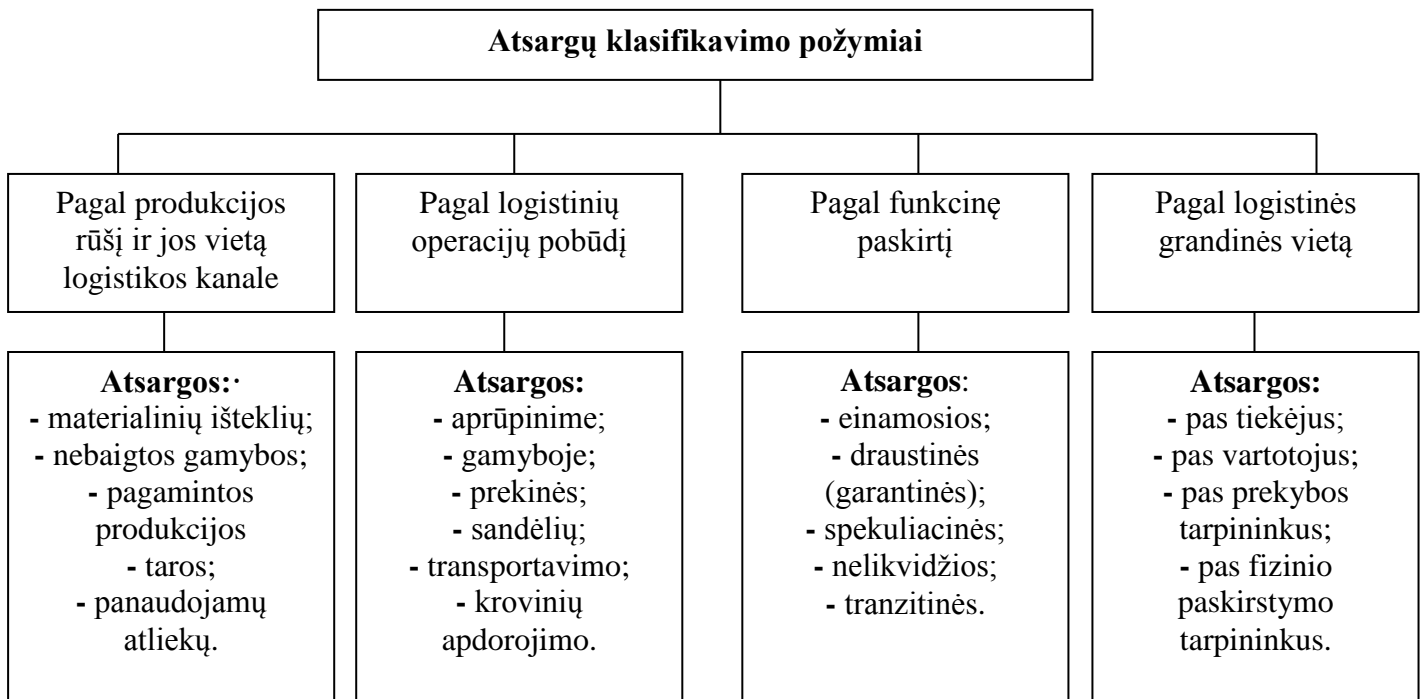 Atsargų klasifikavimo požymiai
Pagal produkcijos
rūšį ir jos vietą
logistikos kanale
Pagal logistinių
operacijų pobūdį
Pagal funkcinę
paskirtį
Pagal logistinės
grandinės vietą
Atsargos:·
- materialinių išteklių;
- nebaigtos gamybos;
- pagamintos
produkcijos
- taros;
- panaudojamų
atliekų.
Atsargos:
- aprūpinime;
- gamyboje;
- prekinės;
- sandėlių;
- transportavimo;
- krovinių
apdorojimo.
Atsargos:
- einamosios;
- draustinės
(garantinės);
- spekuliacinės;
- nelikvidžios;
- tranzitinės.
Atsargos:
- pas tiekėjus;
- pas vartotojus;
- pas prekybos
tarpininkus;
- pas fizinio
paskirstymo
tarpininkus.